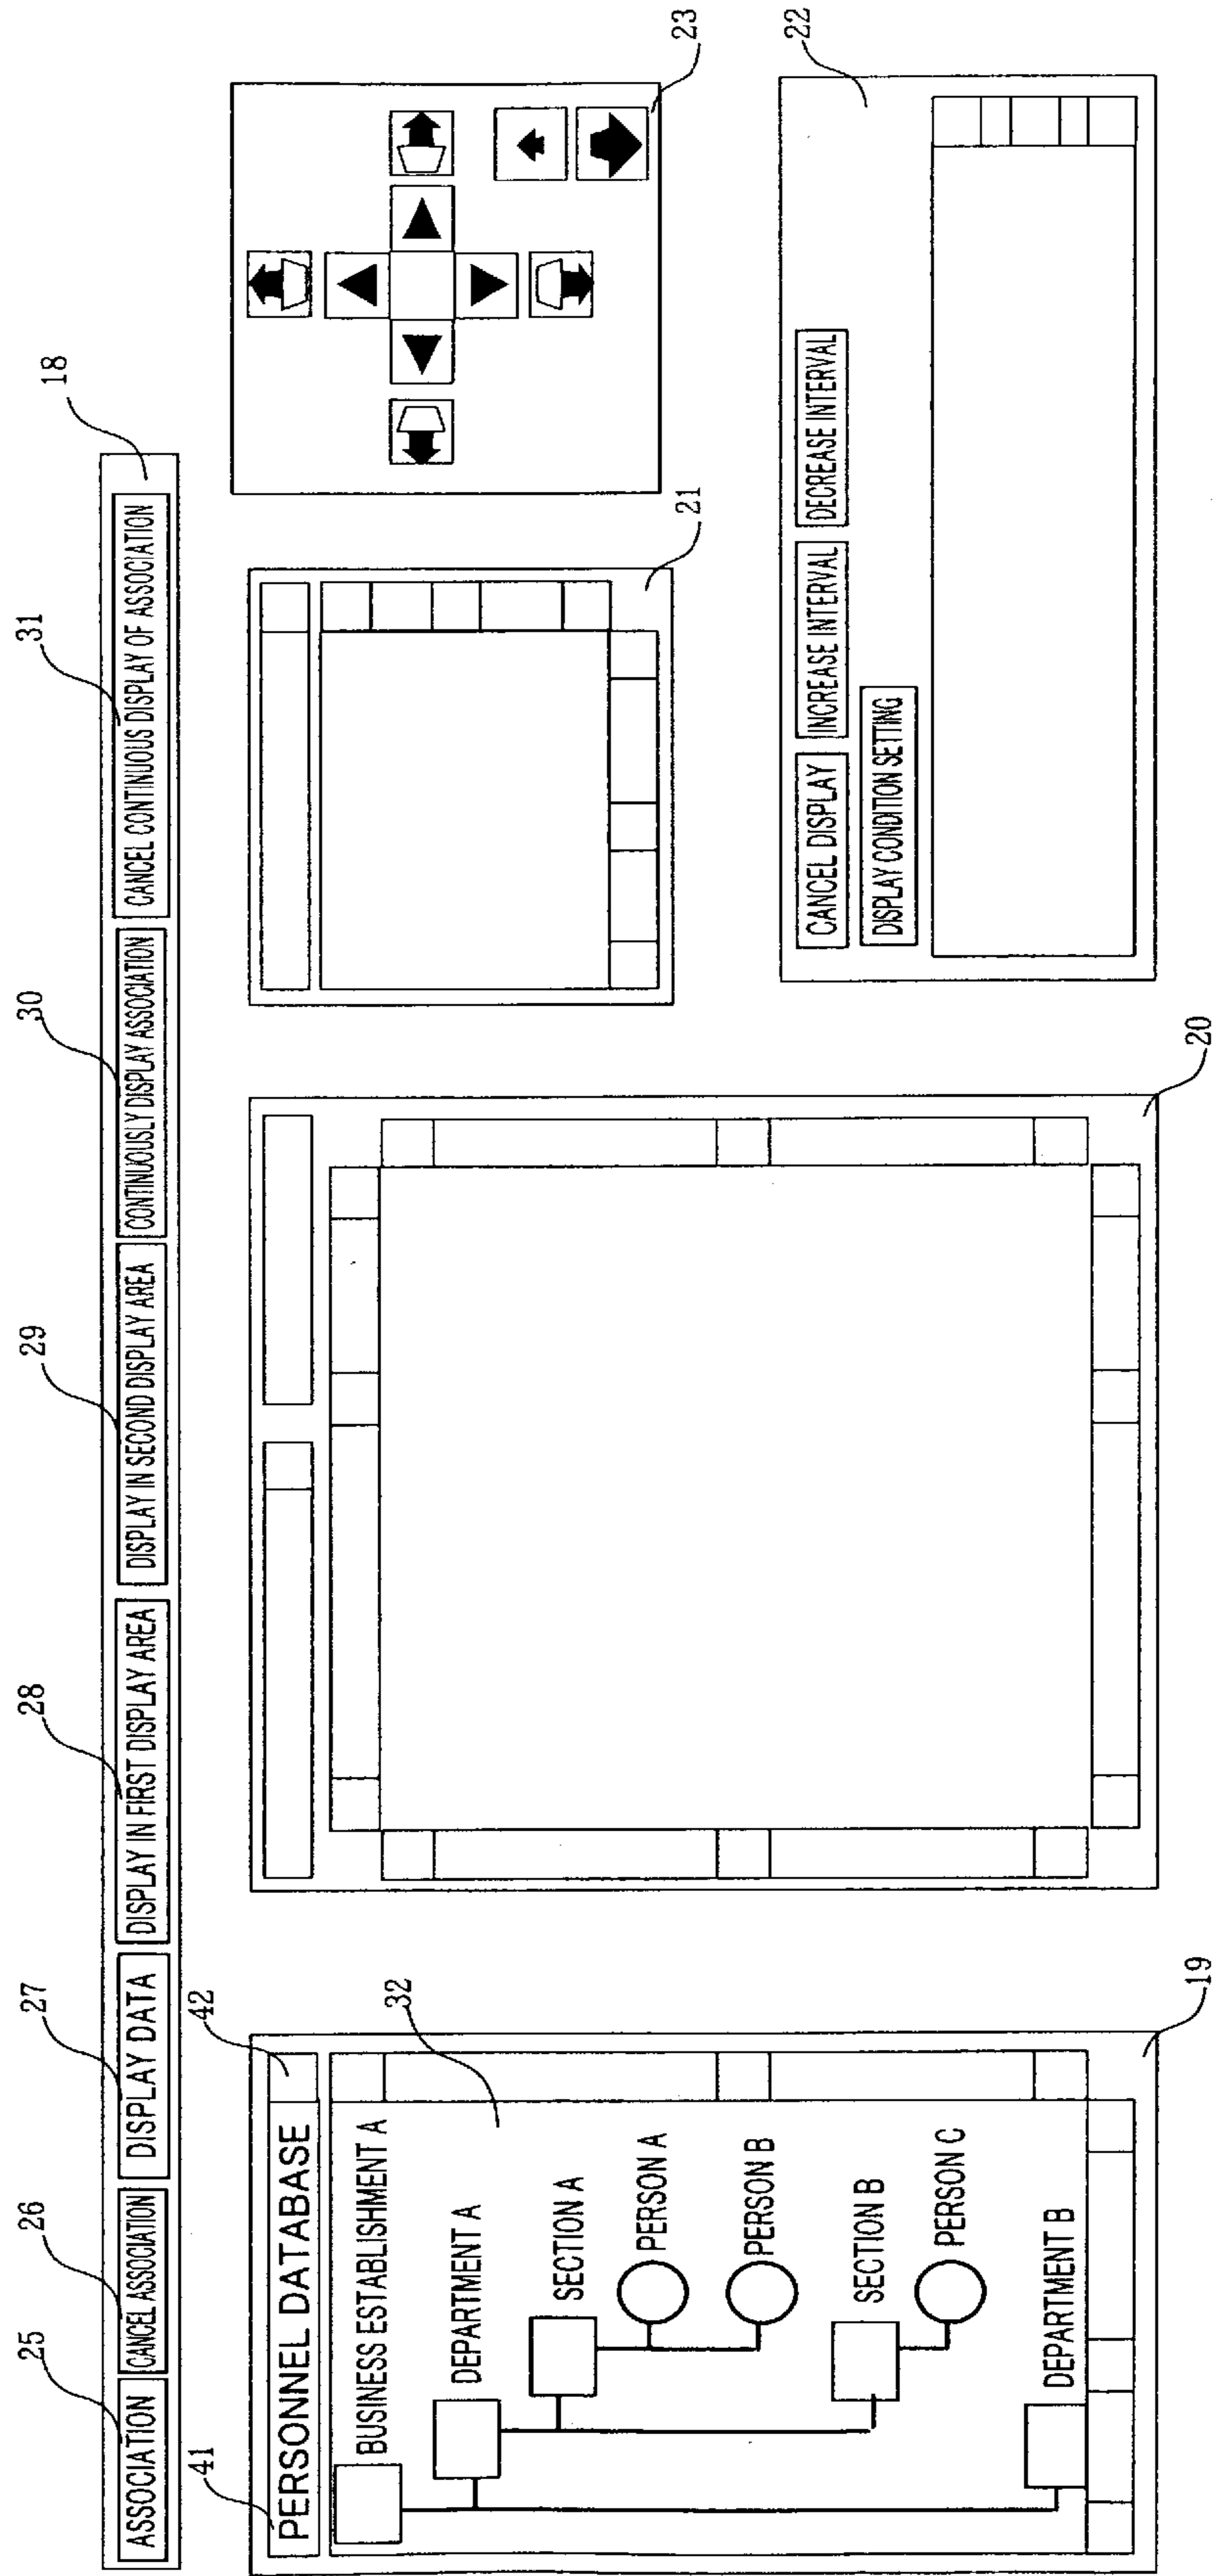 25
26
27
28
29
30
31
18
ASSOCIATION
CANCEL ASSOCIATION
DISPLAY DATA
DISPLAY IN FIRST DISPLAY AREA
DISPLAY IN SECOND DISPLAY AREA
CONTINUOUSLY DISPLAY ASSOCIATION
CANCEL CONTINUOUS DISPLAY OF ASSOCIATION
41
42
PERSONNEL DATABASE
BUSINESS ESTABLISHMENT A
32
DEPARTMENT A
SECTION A
PERSON A
PERSON B
SECTION B
PERSON C
DEPARTMENT B
19
20
21
23
CANCEL DISPLAY
INCREASE INTERVAL
DECREASE INTERVAL
DISPLAY CONDITION SETTING
22